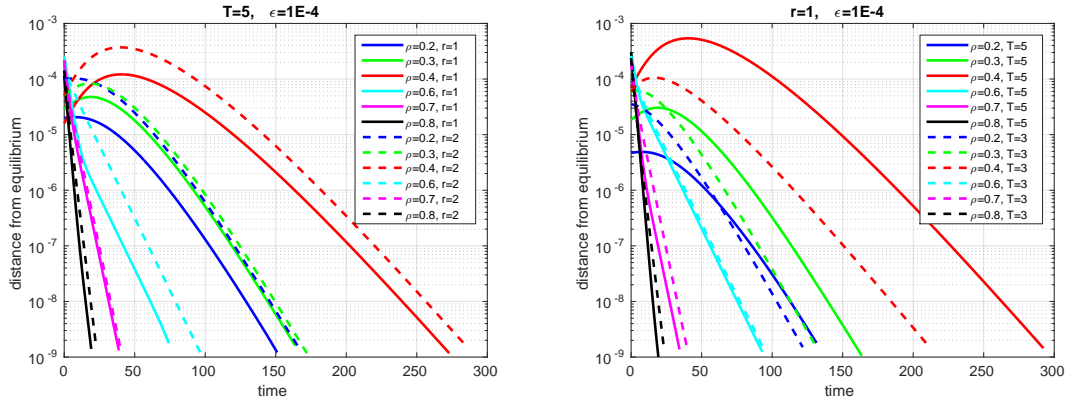 T=5, ϵ=1E-4
distance from equilibrium
10⁻³
10⁻⁴
10⁻⁵
10⁻⁶
10⁻⁷
10⁻⁸
10⁻⁹
0 50 100 150 200 250 300
time
ρ=0.2, r=1
ρ=0.3, r=1
ρ=0.4, r=1
ρ=0.6, r=1
ρ=0.7, r=1
ρ=0.8, r=1
ρ=0.2, r=2
ρ=0.3, r=2
ρ=0.4, r=2
ρ=0.6, r=2
ρ=0.7, r=2
ρ=0.8, r=2
r=1, ϵ=1E-4
distance from equilibrium
10⁻³
10⁻⁴
10⁻⁵
10⁻⁶
10⁻⁷
10⁻⁸
10⁻⁹
0 50 100 150 200 250 300
time
ρ=0.2, T=5
ρ=0.3, T=5
ρ=0.4, T=5
ρ=0.6, T=5
ρ=0.7, T=5
ρ=0.8, T=5
ρ=0.2, T=3
ρ=0.3, T=3
ρ=0.4, T=3
ρ=0.6, T=3
ρ=0.7, T=3
ρ=0.8, T=3